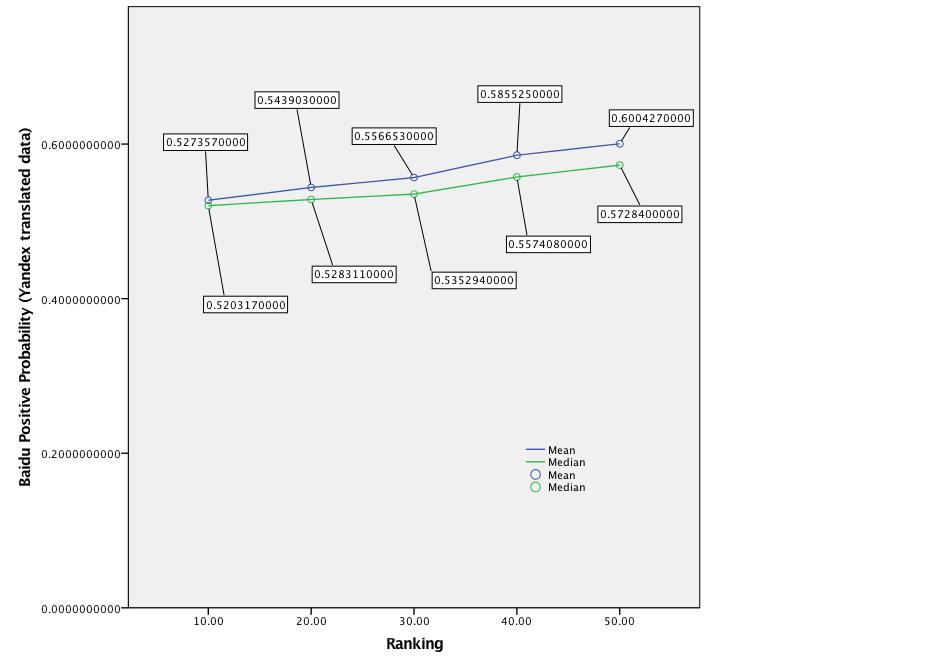 0.5855250000
0.5439030000
0.6004270000
0.5566530000
0.5273570000
0.6000000000
0.5728400000
0.5574080000
0.5283110000
0.5352940000
0.4000000000
0.5203170000
0.2000000000
Mean
Median
Mean
Median
0.0000000000
10.00 20.00 30.00 40.00 50.00
Ranking
Baidu Positive Probability (Yandex translated data)